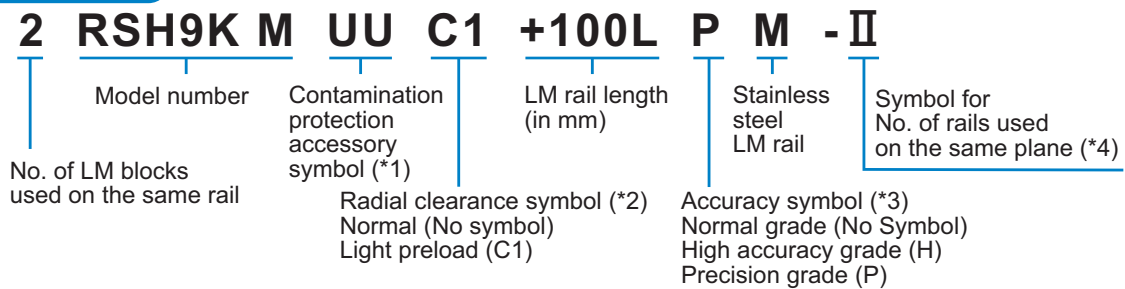 2 RSH9K M UU C1 +100L P M -Ⅱ
Model number
Contamination
protection
accessory
symbol (*1)
LM rail length
(in mm)
Stainless
steel
LM rail
Symbol for
No. of rails used
on the same plane (*4)
No. of LM blocks
used on the same rail
Radial clearance symbol (*2)
Normal (No symbol)
Light preload (C1)
Accuracy symbol (*3)
Normal grade (No Symbol)
High accuracy grade (H)
Precision grade (P)